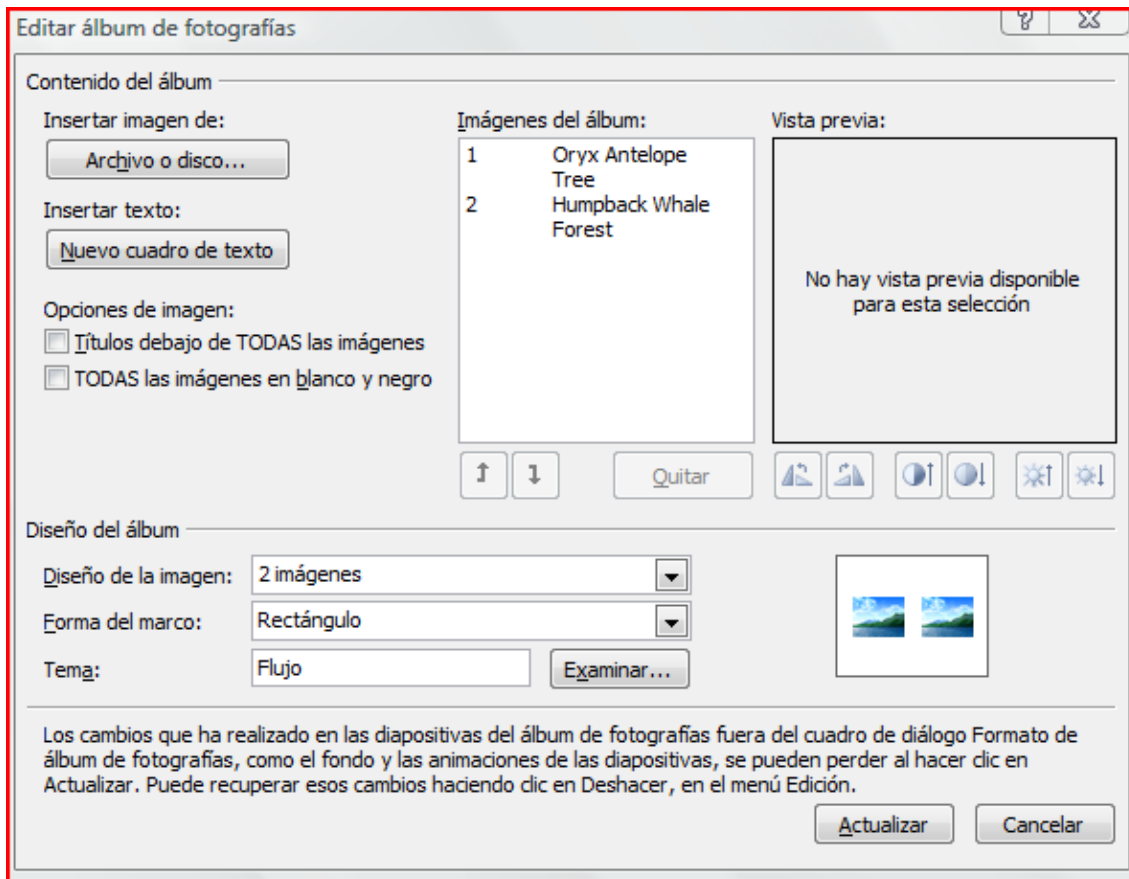 Editar álbum de fotografías
Contenido del álbum
Insertar imagen de:
Archivo o disco...
Insertar texto:
Nuevo cuadro de texto
Opciones de imagen:
Títulos debajo de TODAS las imágenes
TODAS las imágenes en blanco y negro
Imágenes del álbum:
1 Oryx Antelope
Tree
2 Humpback Whale
Forest
Quitar
Vista previa:
No hay vista previa disponible
para esta selección
Diseño del álbum
Diseño de la imagen: 2 imágenes
Forma del marco: Rectángulo
Tema: Flujo Examinar...
Los cambios que ha realizado en las diapositivas del álbum de fotografías fuera del cuadro de diálogo Formato de
álbum de fotografías, como el fondo y las animaciones de las diapositivas, se pueden perder al hacer clic en
Actualizar. Puede recuperar esos cambios haciendo clic en Deshacer, en el menú Edición.
Actualizar Cancelar